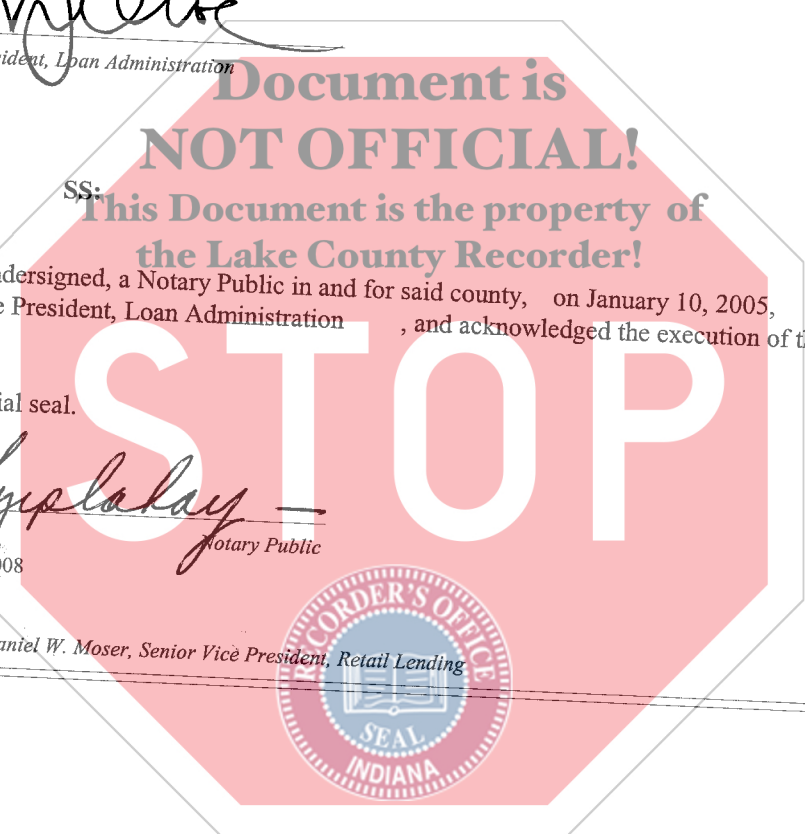 ident, Loan Administration
Document is
NOT OFFICIAL!
SS:
This Document is the property of
the Lake County Recorder!
ndersigned, a Notary Public in and for said county, on January 10, 2005,
e President, Loan Administration , and acknowledged the execution of th
STOP
ial seal.
Notary Public
008
aniel W. Moser, Senior Vice President, Retail Lending
RECORDER'S OFFICE
SEAL
INDIANA